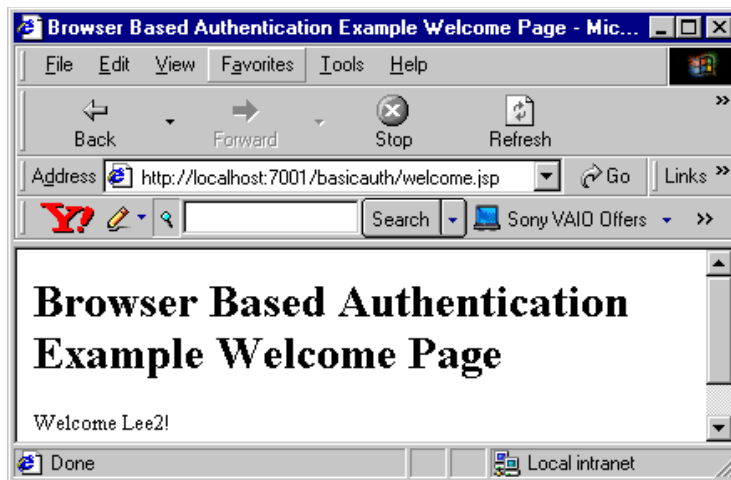 Browser Based Authentication Example Welcome Page - Mic...
File Edit View Favorites Tools Help
»
Back Forward Stop Refresh
Address http://localhost:7001/basicauth/welcome.jsp Go Links »
Y! Search Sony VAIO Offers »
Browser Based Authentication
Example Welcome Page
Welcome Lee2!
Done Local intranet